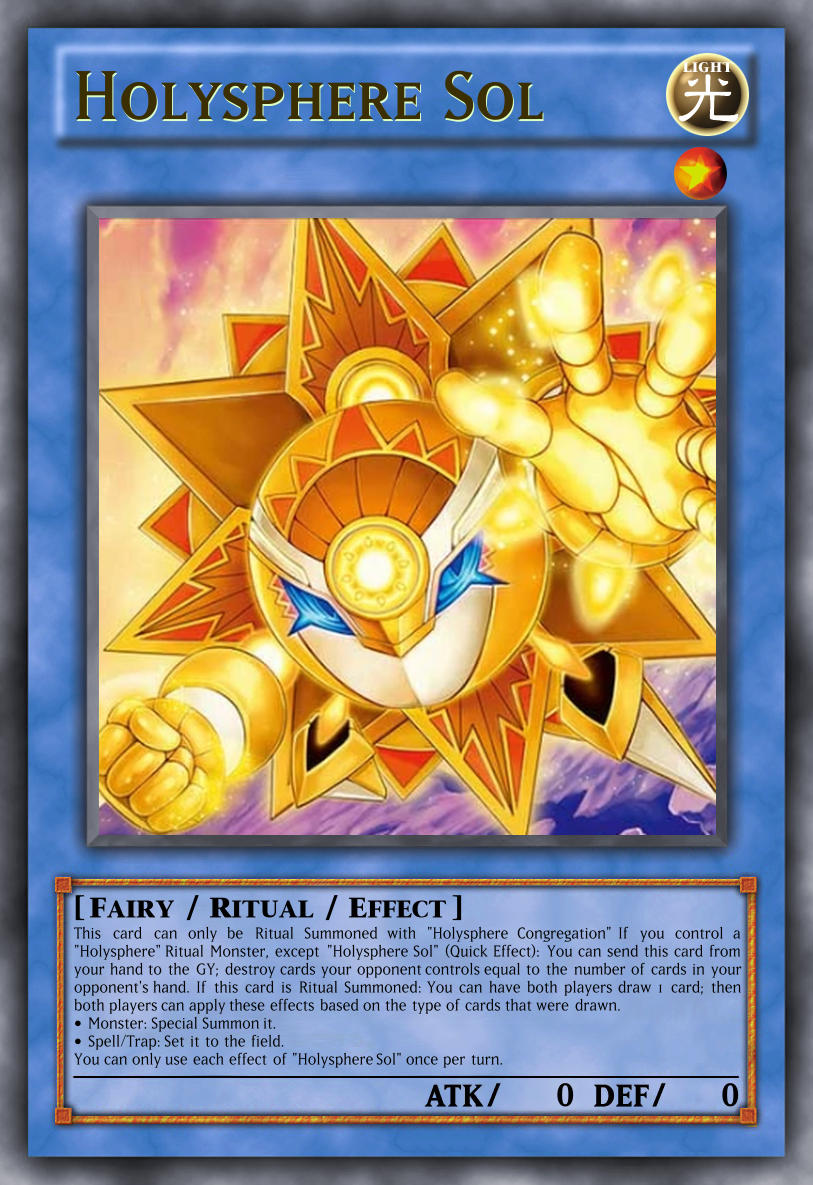 Holysphere Sol
LIGHT
光
[ Fairy / Ritual / Effect ]
This card can only be Ritual Summoned with "Holysphere Congregation" If you control a
"Holysphere" Ritual Monster, except "Holysphere Sol" (Quick Effect): You can send this card from
your hand to the GY; destroy cards your opponent controls equal to the number of cards in your
opponent's hand. If this card is Ritual Summoned: You can have both players draw 1 card; then
both players can apply these effects based on the type of cards that were drawn.
• Monster: Special Summon it.
• Spell/Trap: Set it to the field.
You can only use each effect of "Holysphere Sol" once per turn.
ATK/ 0 DEF/ 0